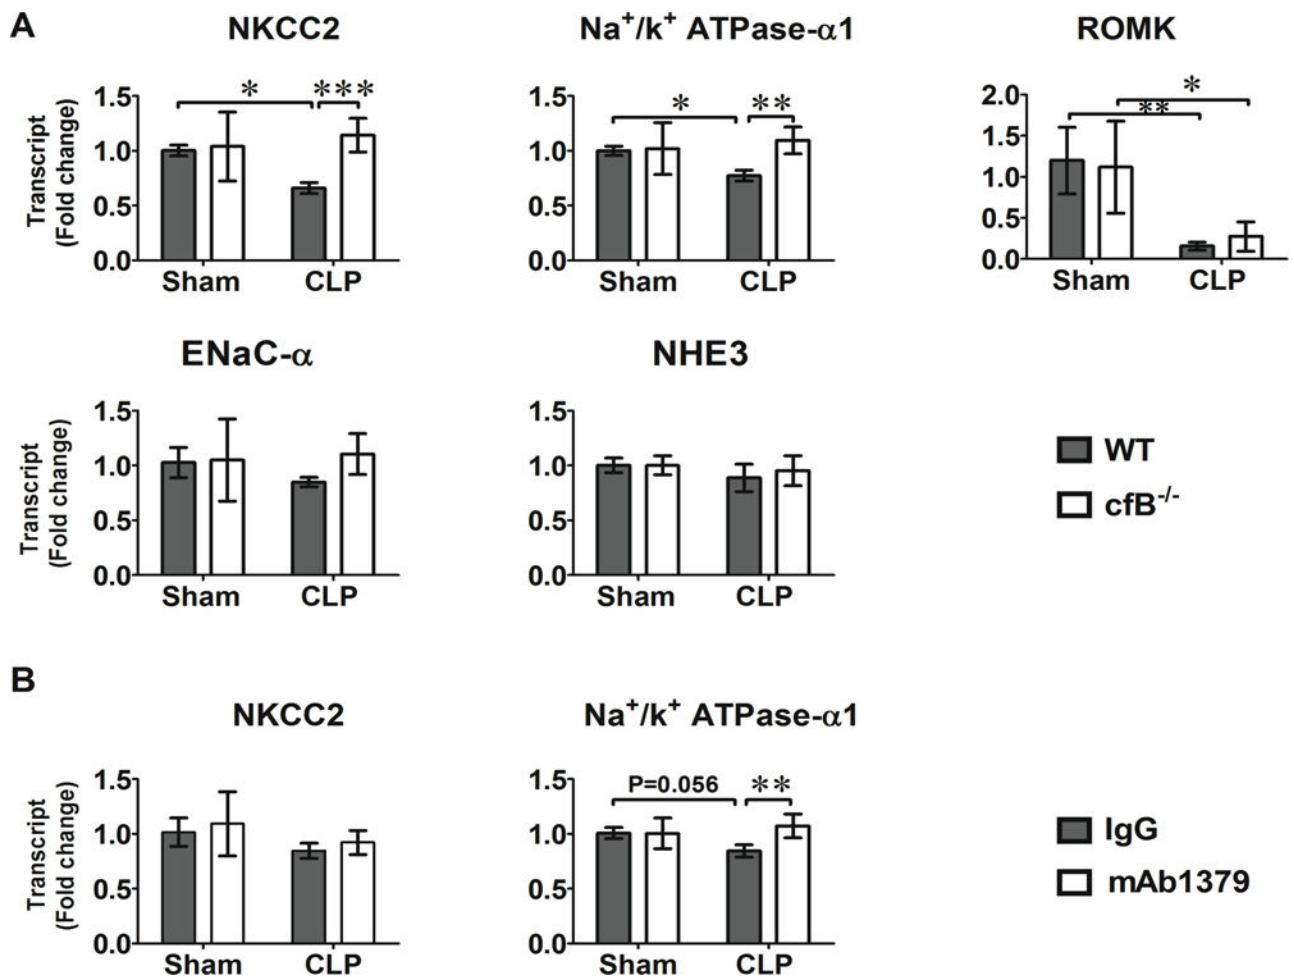 A
NKCC2
Transcript
(Fold change)
1.5
1.0
0.5
0.0
*
***
Sham
CLP
Na⁺/k⁺ ATPase-α1
1.5
1.0
0.5
0.0
*
**
Sham
CLP
ROMK
2.0
1.5
1.0
0.5
0.0
*
**
Sham
CLP
ENaC-α
Transcript
(Fold change)
1.5
1.0
0.5
0.0
Sham
CLP
NHE3
1.5
1.0
0.5
0.0
Sham
CLP
WT
cfB⁻/⁻
B
NKCC2
Transcript
(Fold change)
1.5
1.0
0.5
0.0
Sham
CLP
Na⁺/k⁺ ATPase-α1
1.5
1.0
0.5
0.0
P=0.056
**
Sham
CLP
IgG
mAb1379